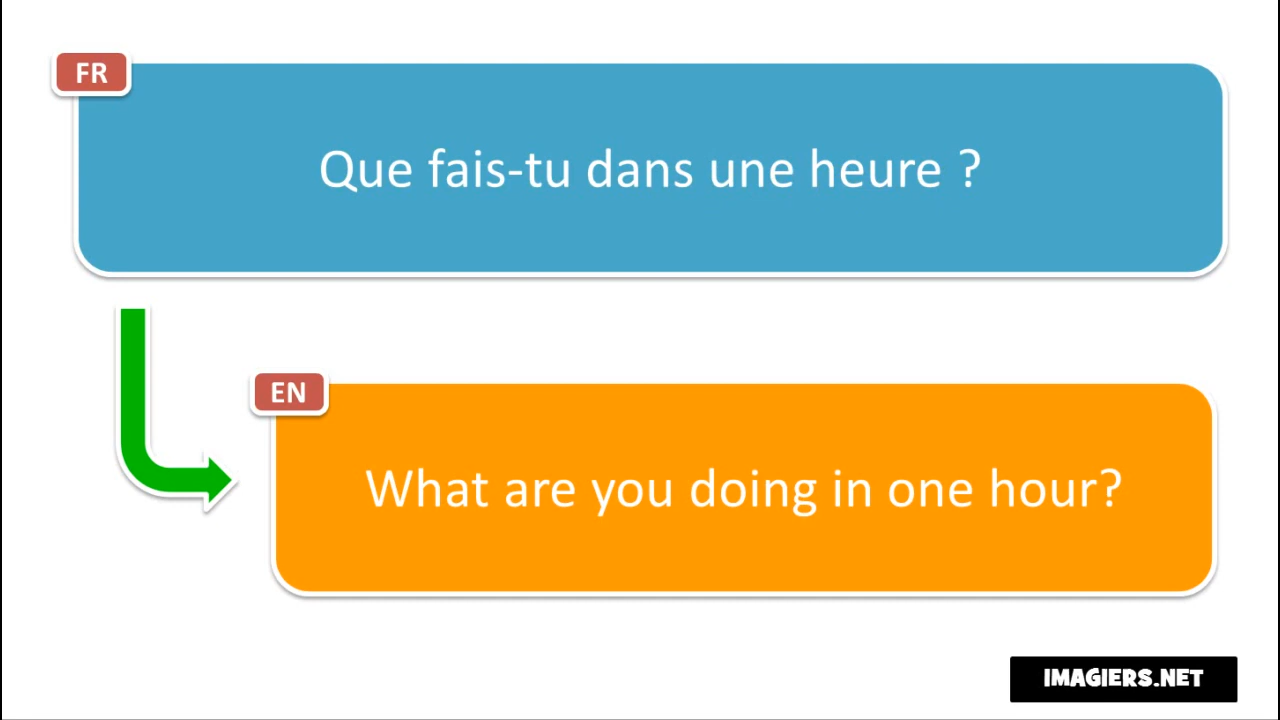 FR
Que fais-tu dans une heure ?
EN
What are you doing in one hour?
IMAGIERS.NET